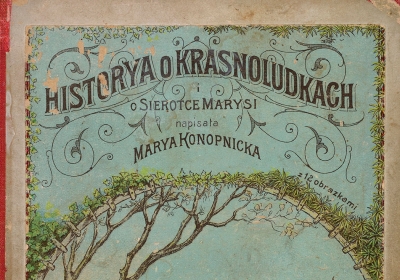 HISTORYA O KRASNOLUDKACH
i
O SIEROTCE MARYSI
napisała
MARYA KONOPNICKA
z 12 obrazkami